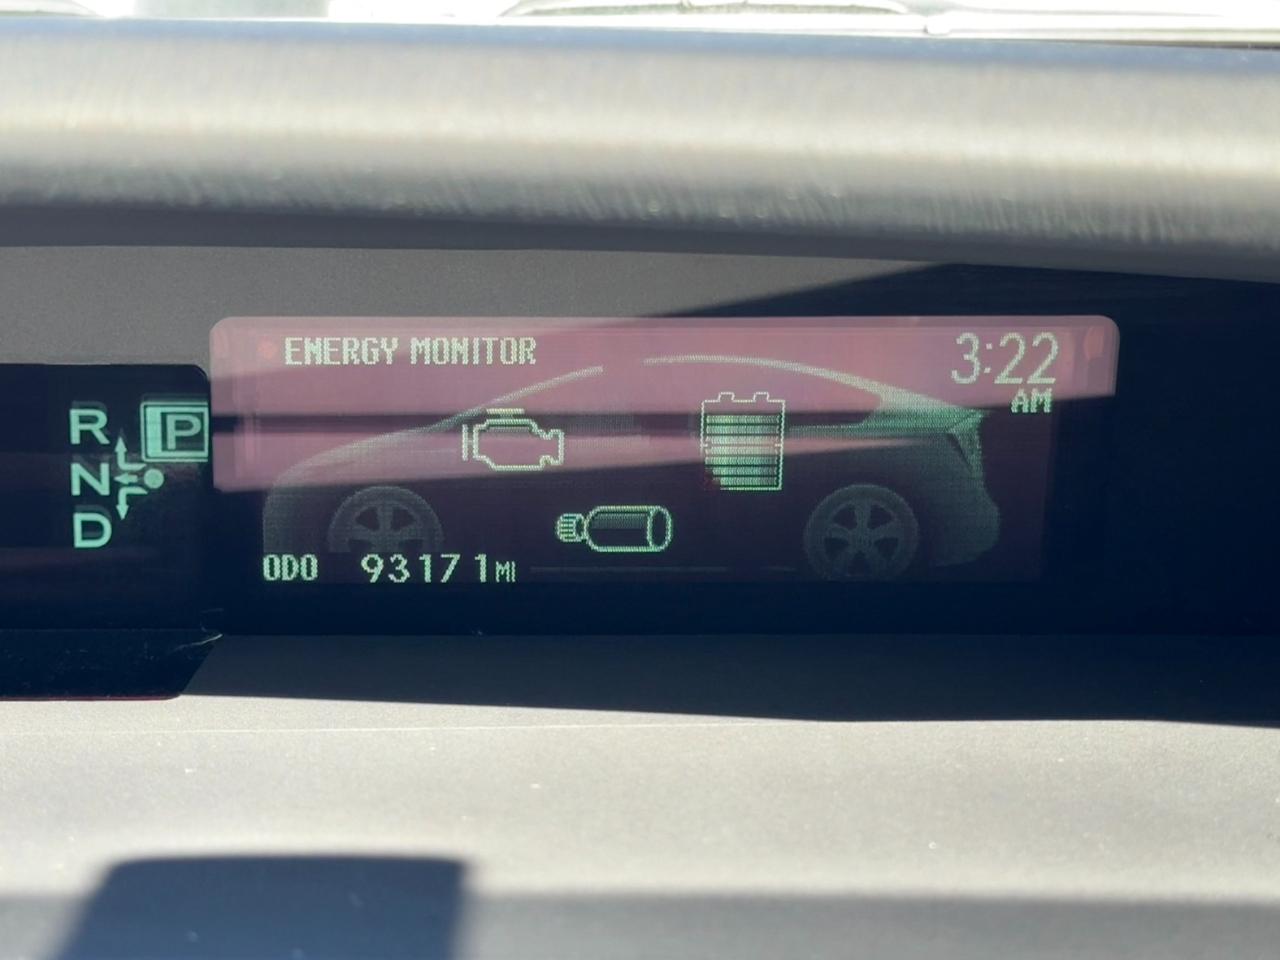 ENERGY MONITOR
3:22
AM
R
P
N
D
ODO 93171 MI